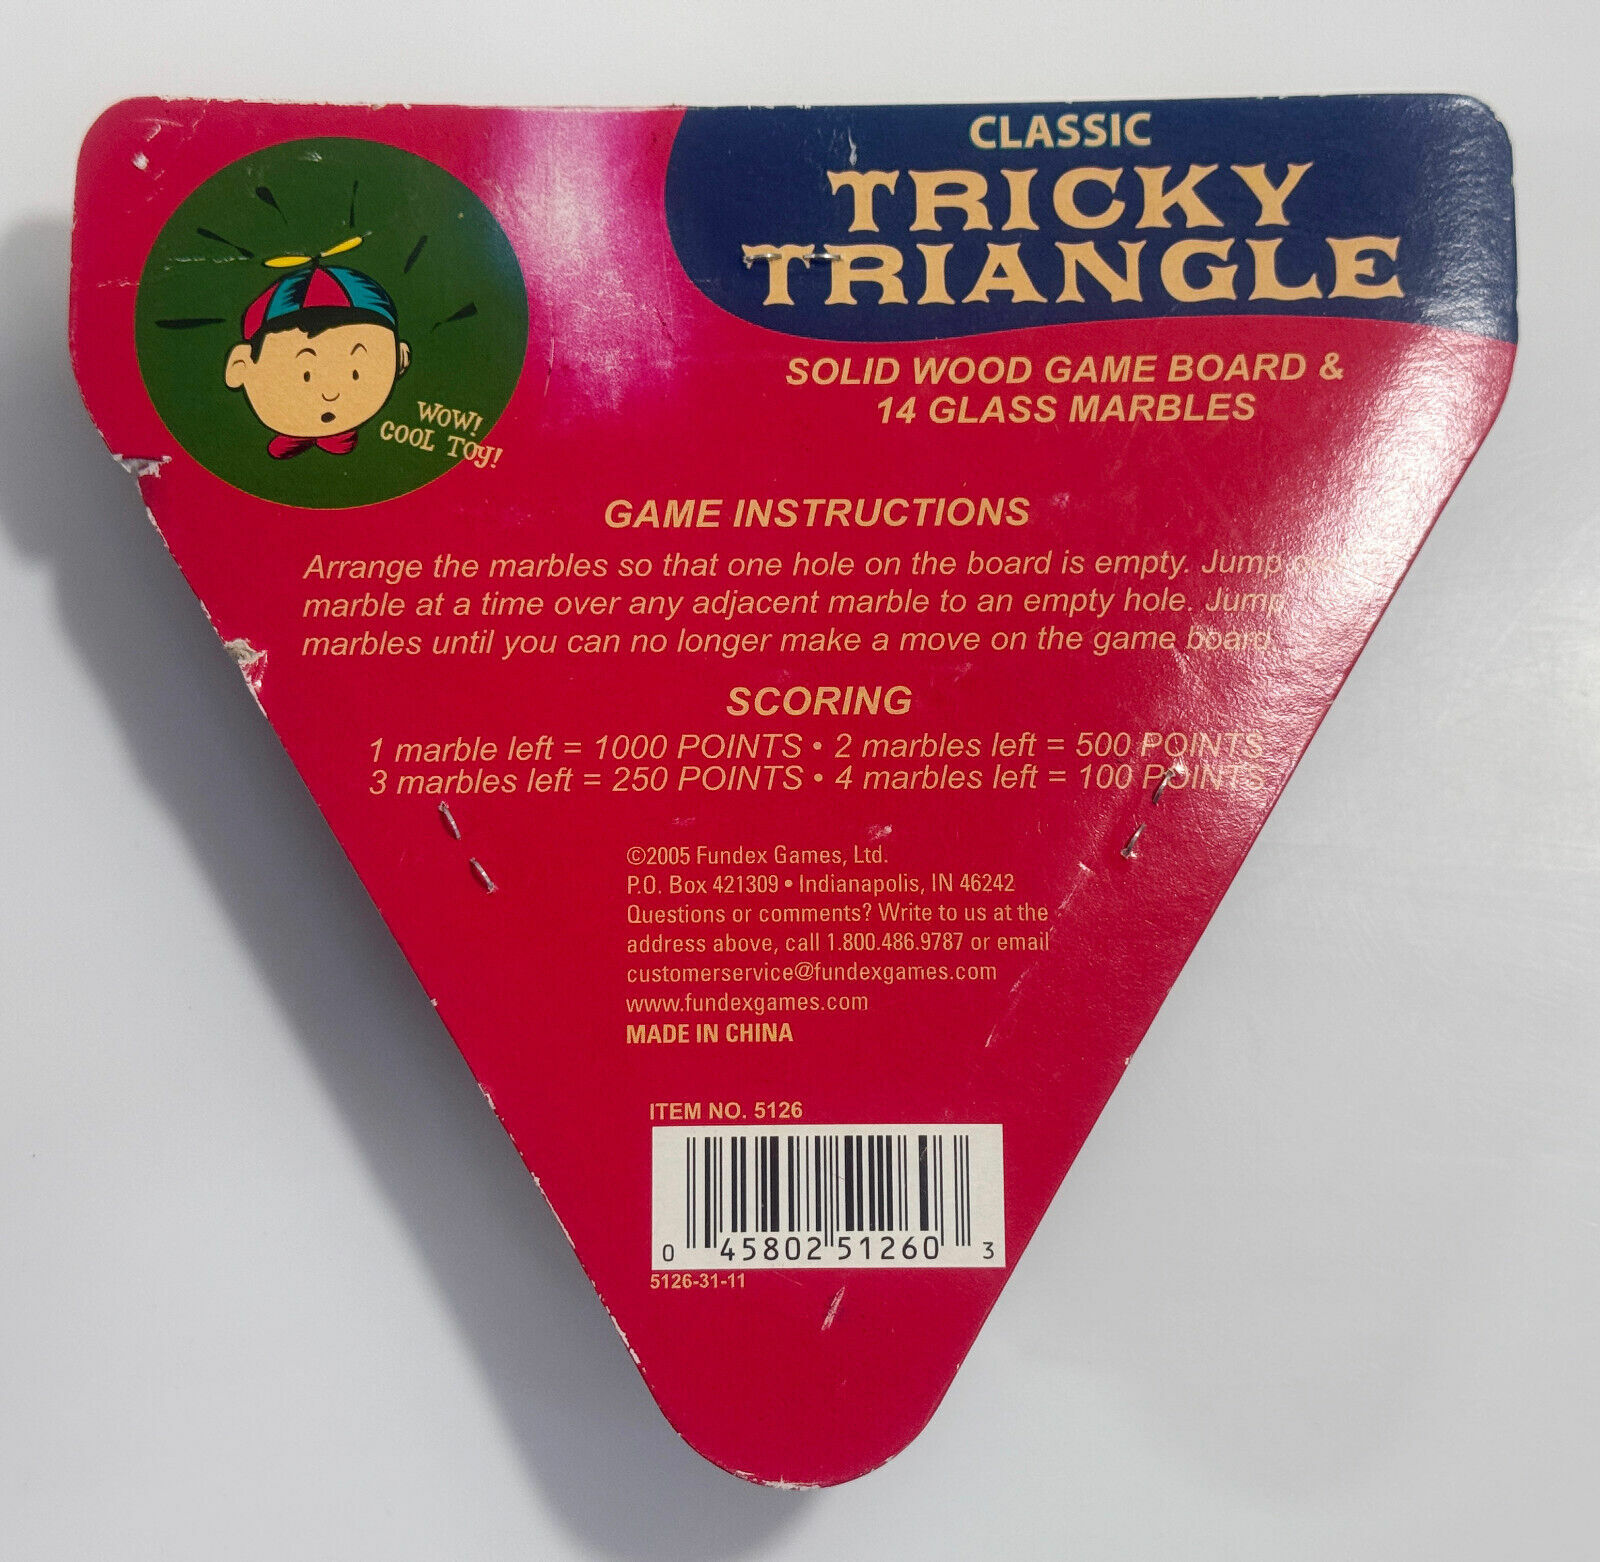 CLASSIC
TRICKY
TRIANGLE
SOLID WOOD GAME BOARD &
14 GLASS MARBLES
WOW!
COOL TOY!
GAME INSTRUCTIONS
Arrange the marbles so that one hole on the board is empty. Jump one
marble at a time over any adjacent marble to an empty hole. Jump
marbles until you can no longer make a move on the game board.
SCORING
1 marble left = 1000 POINTS • 2 marbles left = 500 POINTS
3 marbles left = 250 POINTS • 4 marbles left = 100 POINTS
©2005 Fundex Games, Ltd.
P.O. Box 421309 • Indianapolis, IN 46242
Questions or comments? Write to us at the
address above, call 1.800.486.9787 or email
customerservice@fundexgames.com
www.fundexgames.com
MADE IN CHINA
ITEM NO. 5126
0 45802 51260 3
5126-31-11